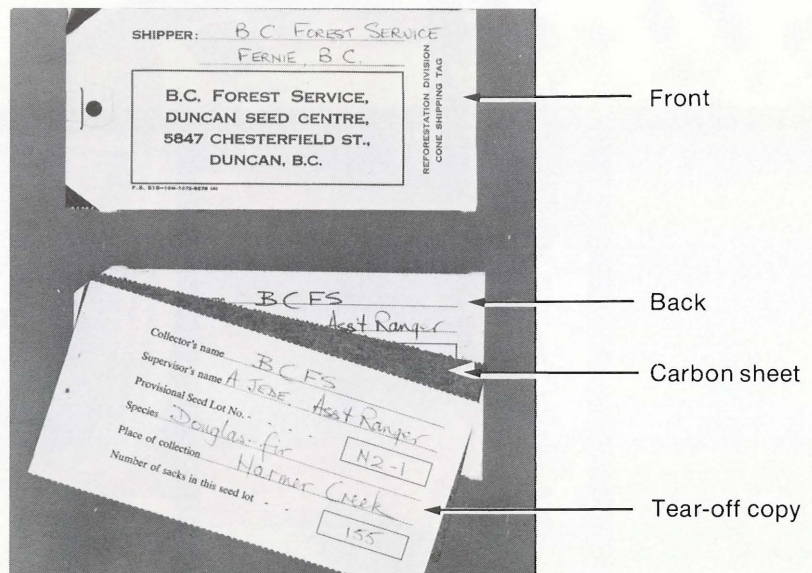 SHIPPER: B C FOREST SERVICE
FERNIE, B C.
B.C. FOREST SERVICE,
DUNCAN SEED CENTRE,
5847 CHESTERFIELD ST.,
DUNCAN, B.C.
REFORESTATION DIVISION
CONE SHIPPING TAG
Front
BCFS
Back
Asst Ranger
Carbon sheet
Collector's name BCFS
Supervisor's name A JEDE. Asst Ranger
Provisional Seed Lot No. N2-1
Species Douglas-fir
Place of collection Harmer Creek
Number of sacks in this seed lot 155
Tear-off copy